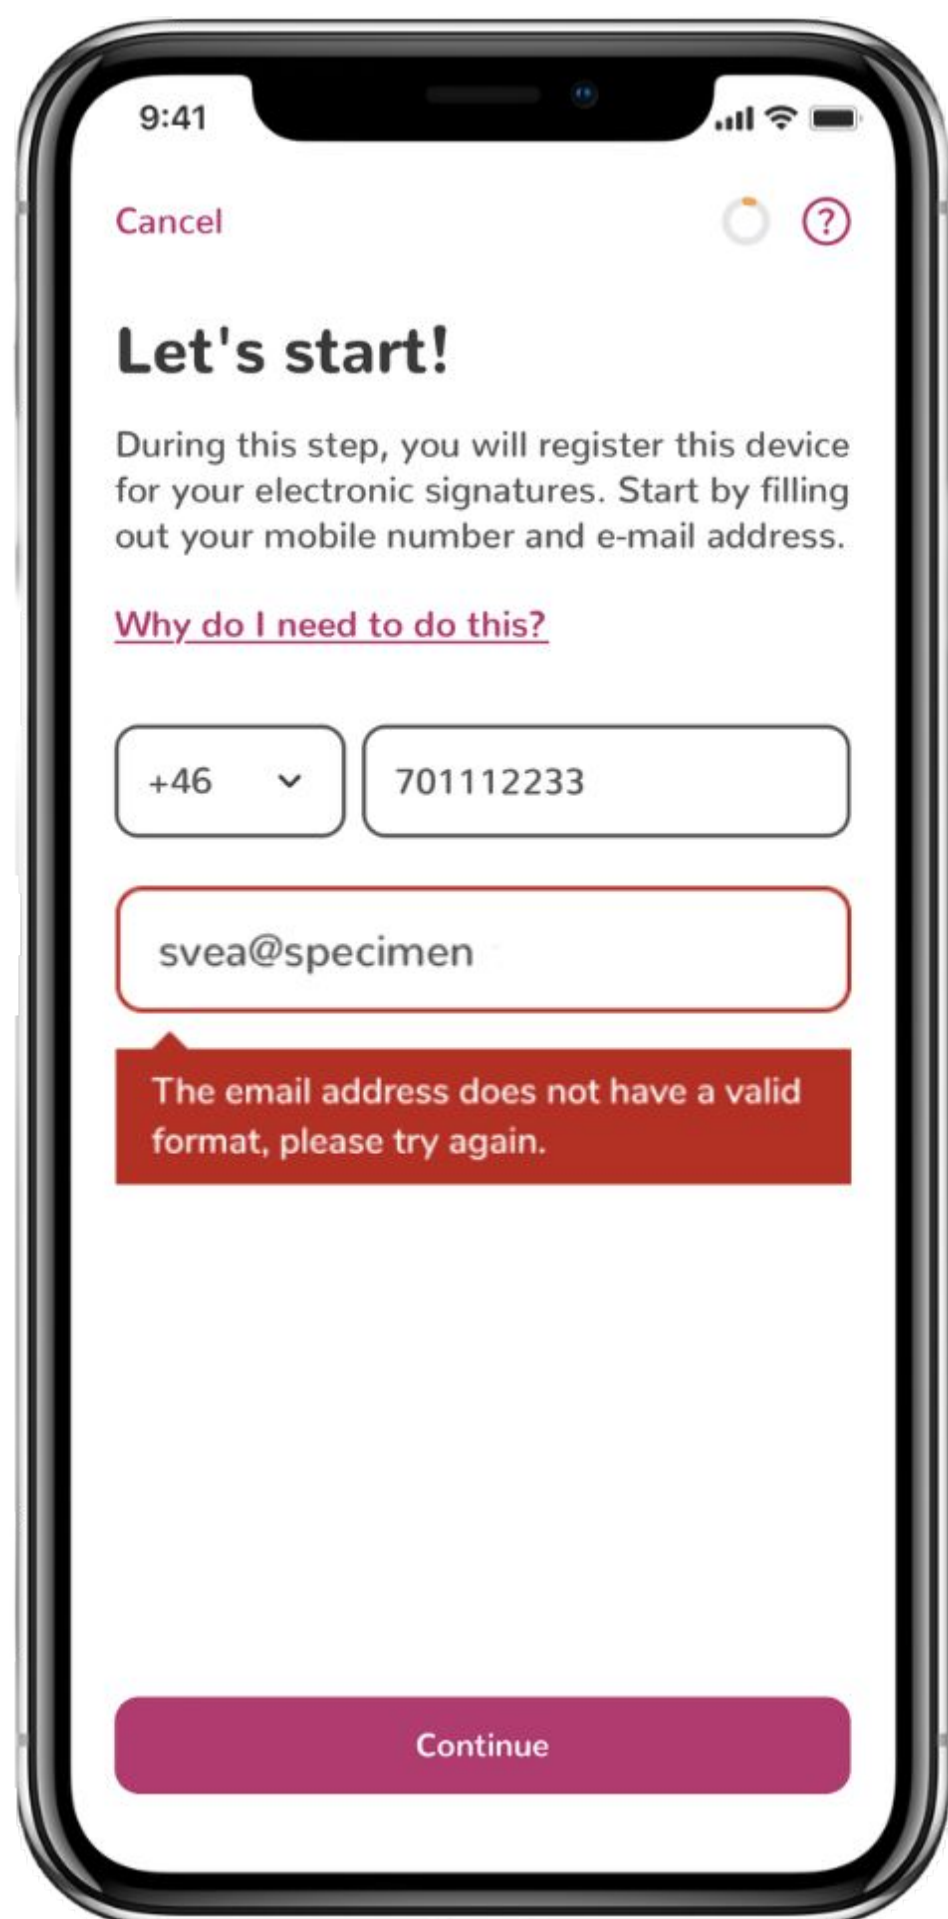 9:41
Cancel
?
Let's start!
During this step, you will register this device
for your electronic signatures. Start by filling
out your mobile number and e-mail address.
Why do I need to do this?
+46 701112233
svea@specimen
The email address does not have a valid
format, please try again.
Continue